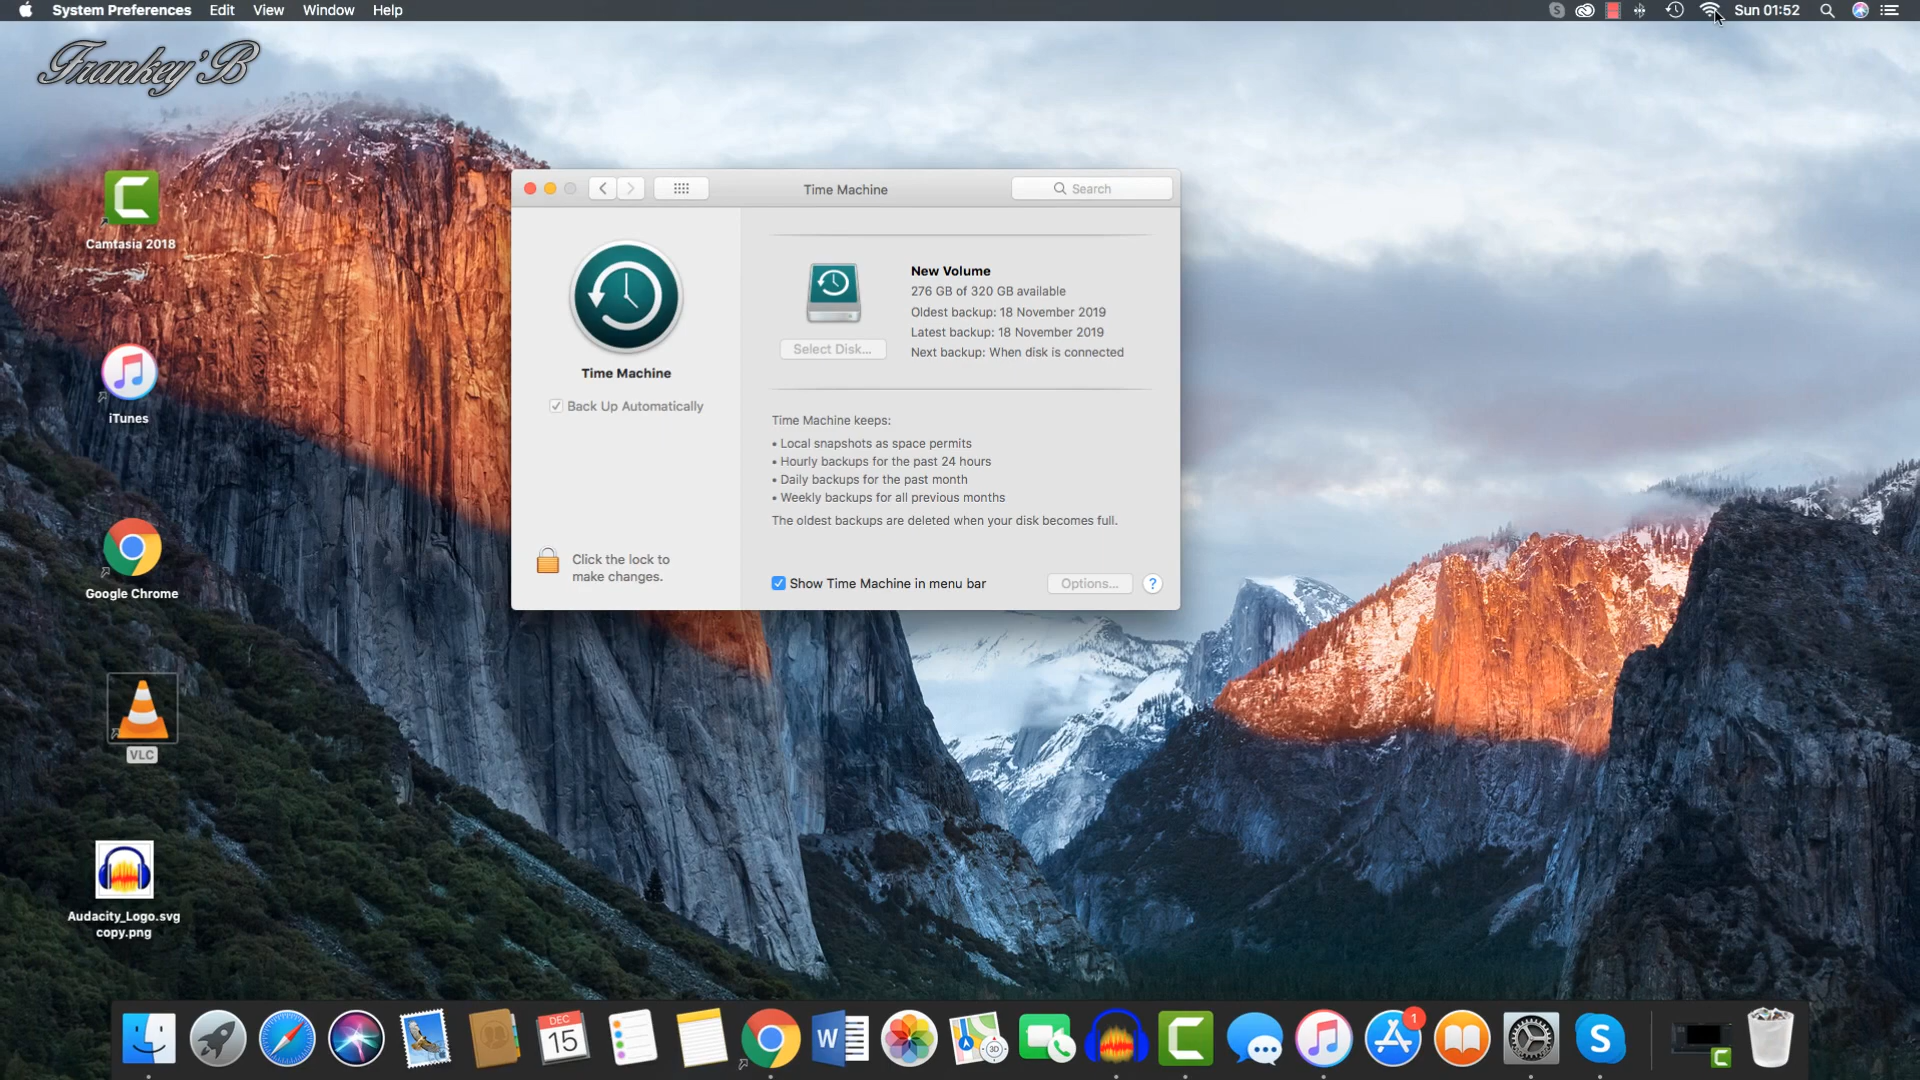 System Preferences Edit View Window Help
Sun 01:52
Frankey'B
Time Machine
Search
Camtasia 2018
iTunes
Google Chrome
VLC
Audacity_Logo.svg
copy.png
Time Machine
Back Up Automatically
Click the lock to
make changes.
New Volume
276 GB of 320 GB available
Oldest backup: 18 November 2019
Latest backup: 18 November 2019
Next backup: When disk is connected
Select Disk...
Time Machine keeps:
• Local snapshots as space permits
• Hourly backups for the past 24 hours
• Daily backups for the past month
• Weekly backups for all previous months
The oldest backups are deleted when your disk becomes full.
Show Time Machine in menu bar
Options...
?
DEC
15
W
3D
1
S